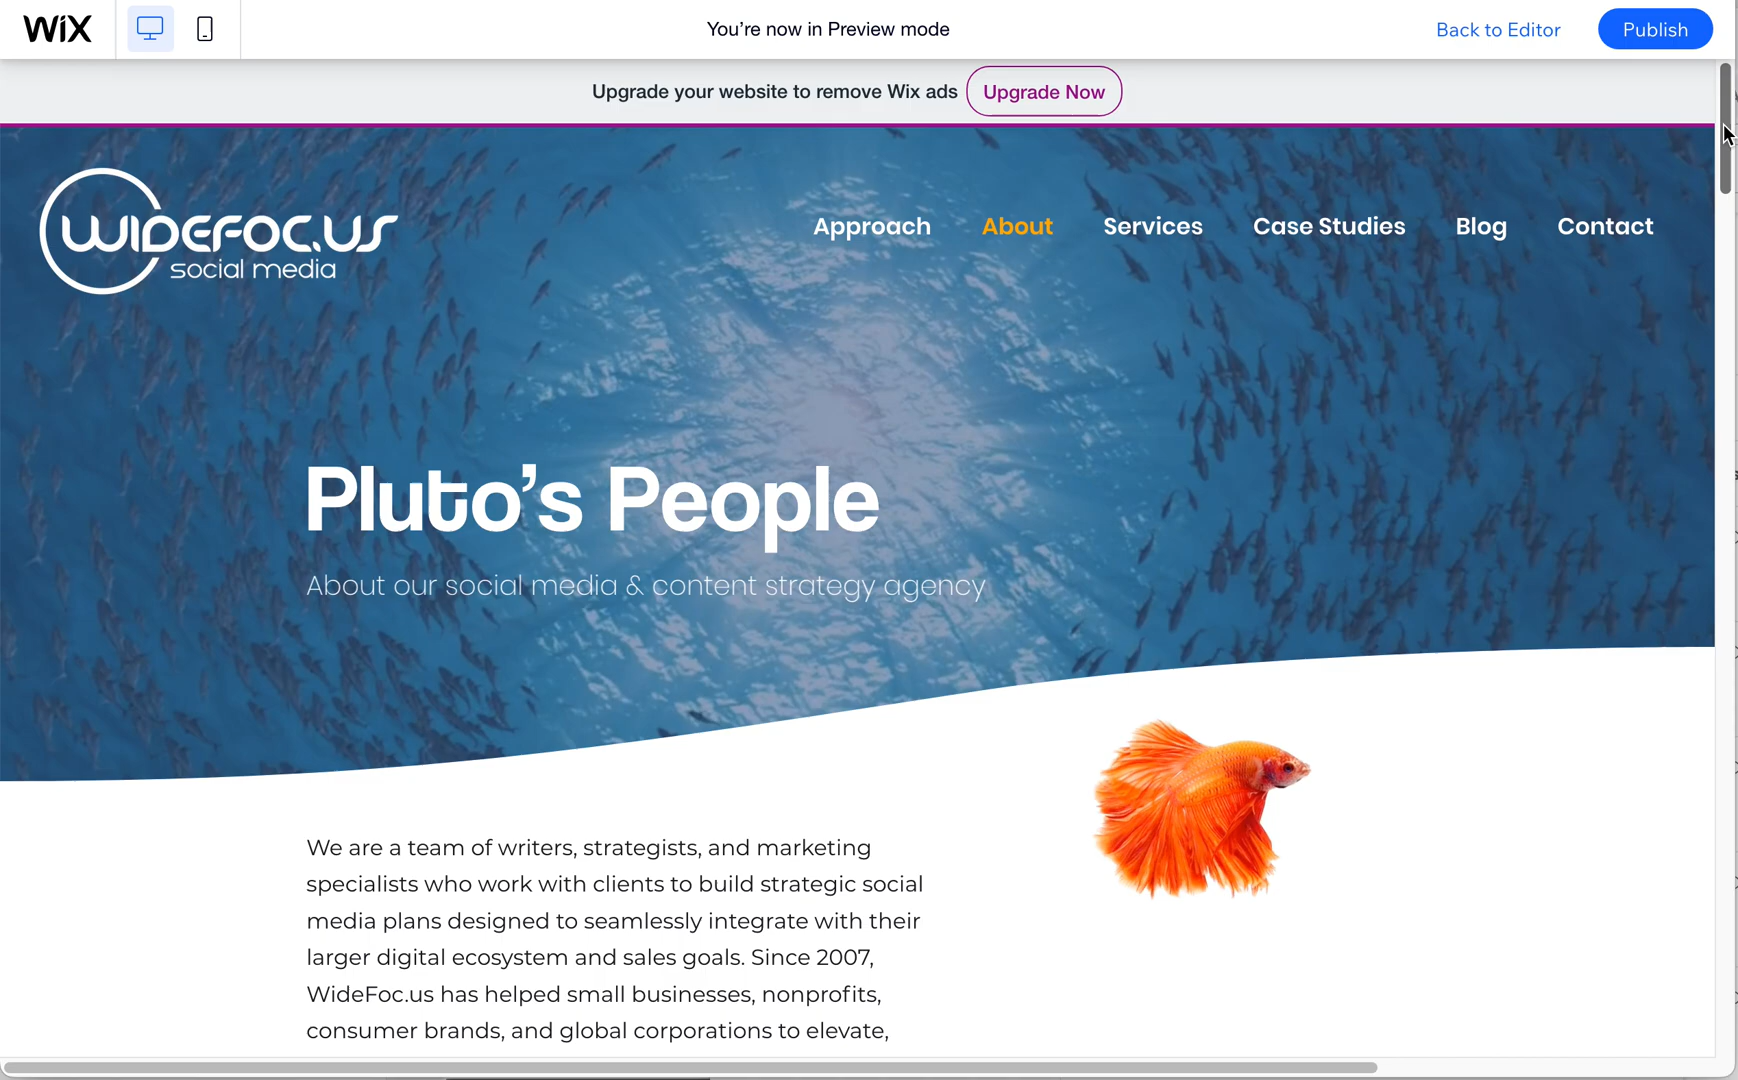 WiX
You're now in Preview mode
Back to Editor
Publish
Upgrade your website to remove Wix ads
Upgrade Now
WIDEFOC.US
social media
Approach
About
Services
Case Studies
Blog
Contact
Pluto's People
About our social media & content strategy agency
We are a team of writers, strategists, and marketing
specialists who work with clients to build strategic social
media plans designed to seamlessly integrate with their
larger digital ecosystem and sales goals. Since 2007,
WideFoc.us has helped small businesses, nonprofits,
consumer brands, and global corporations to elevate,